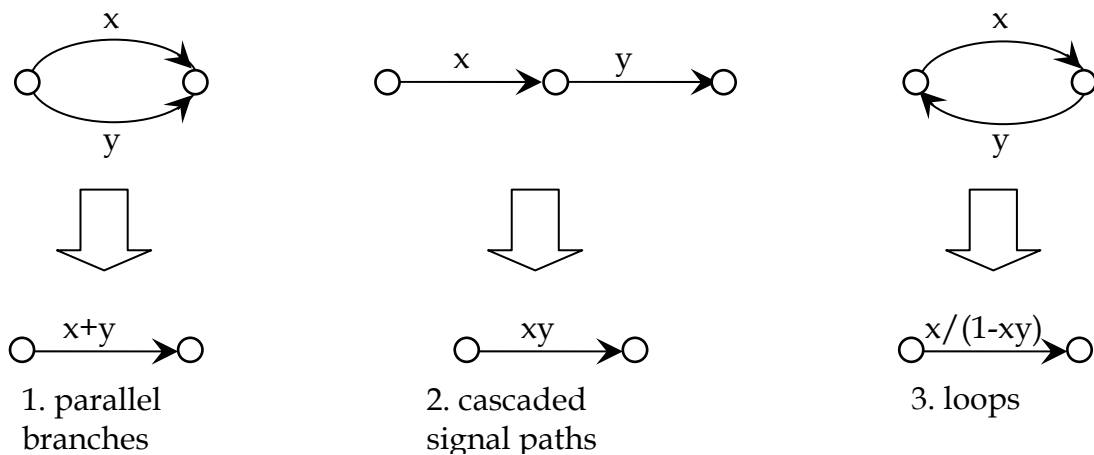 x
y
x
y
x
y
x+y
xy
x/(1-xy)
1. parallel
branches
2. cascaded
signal paths
3. loops